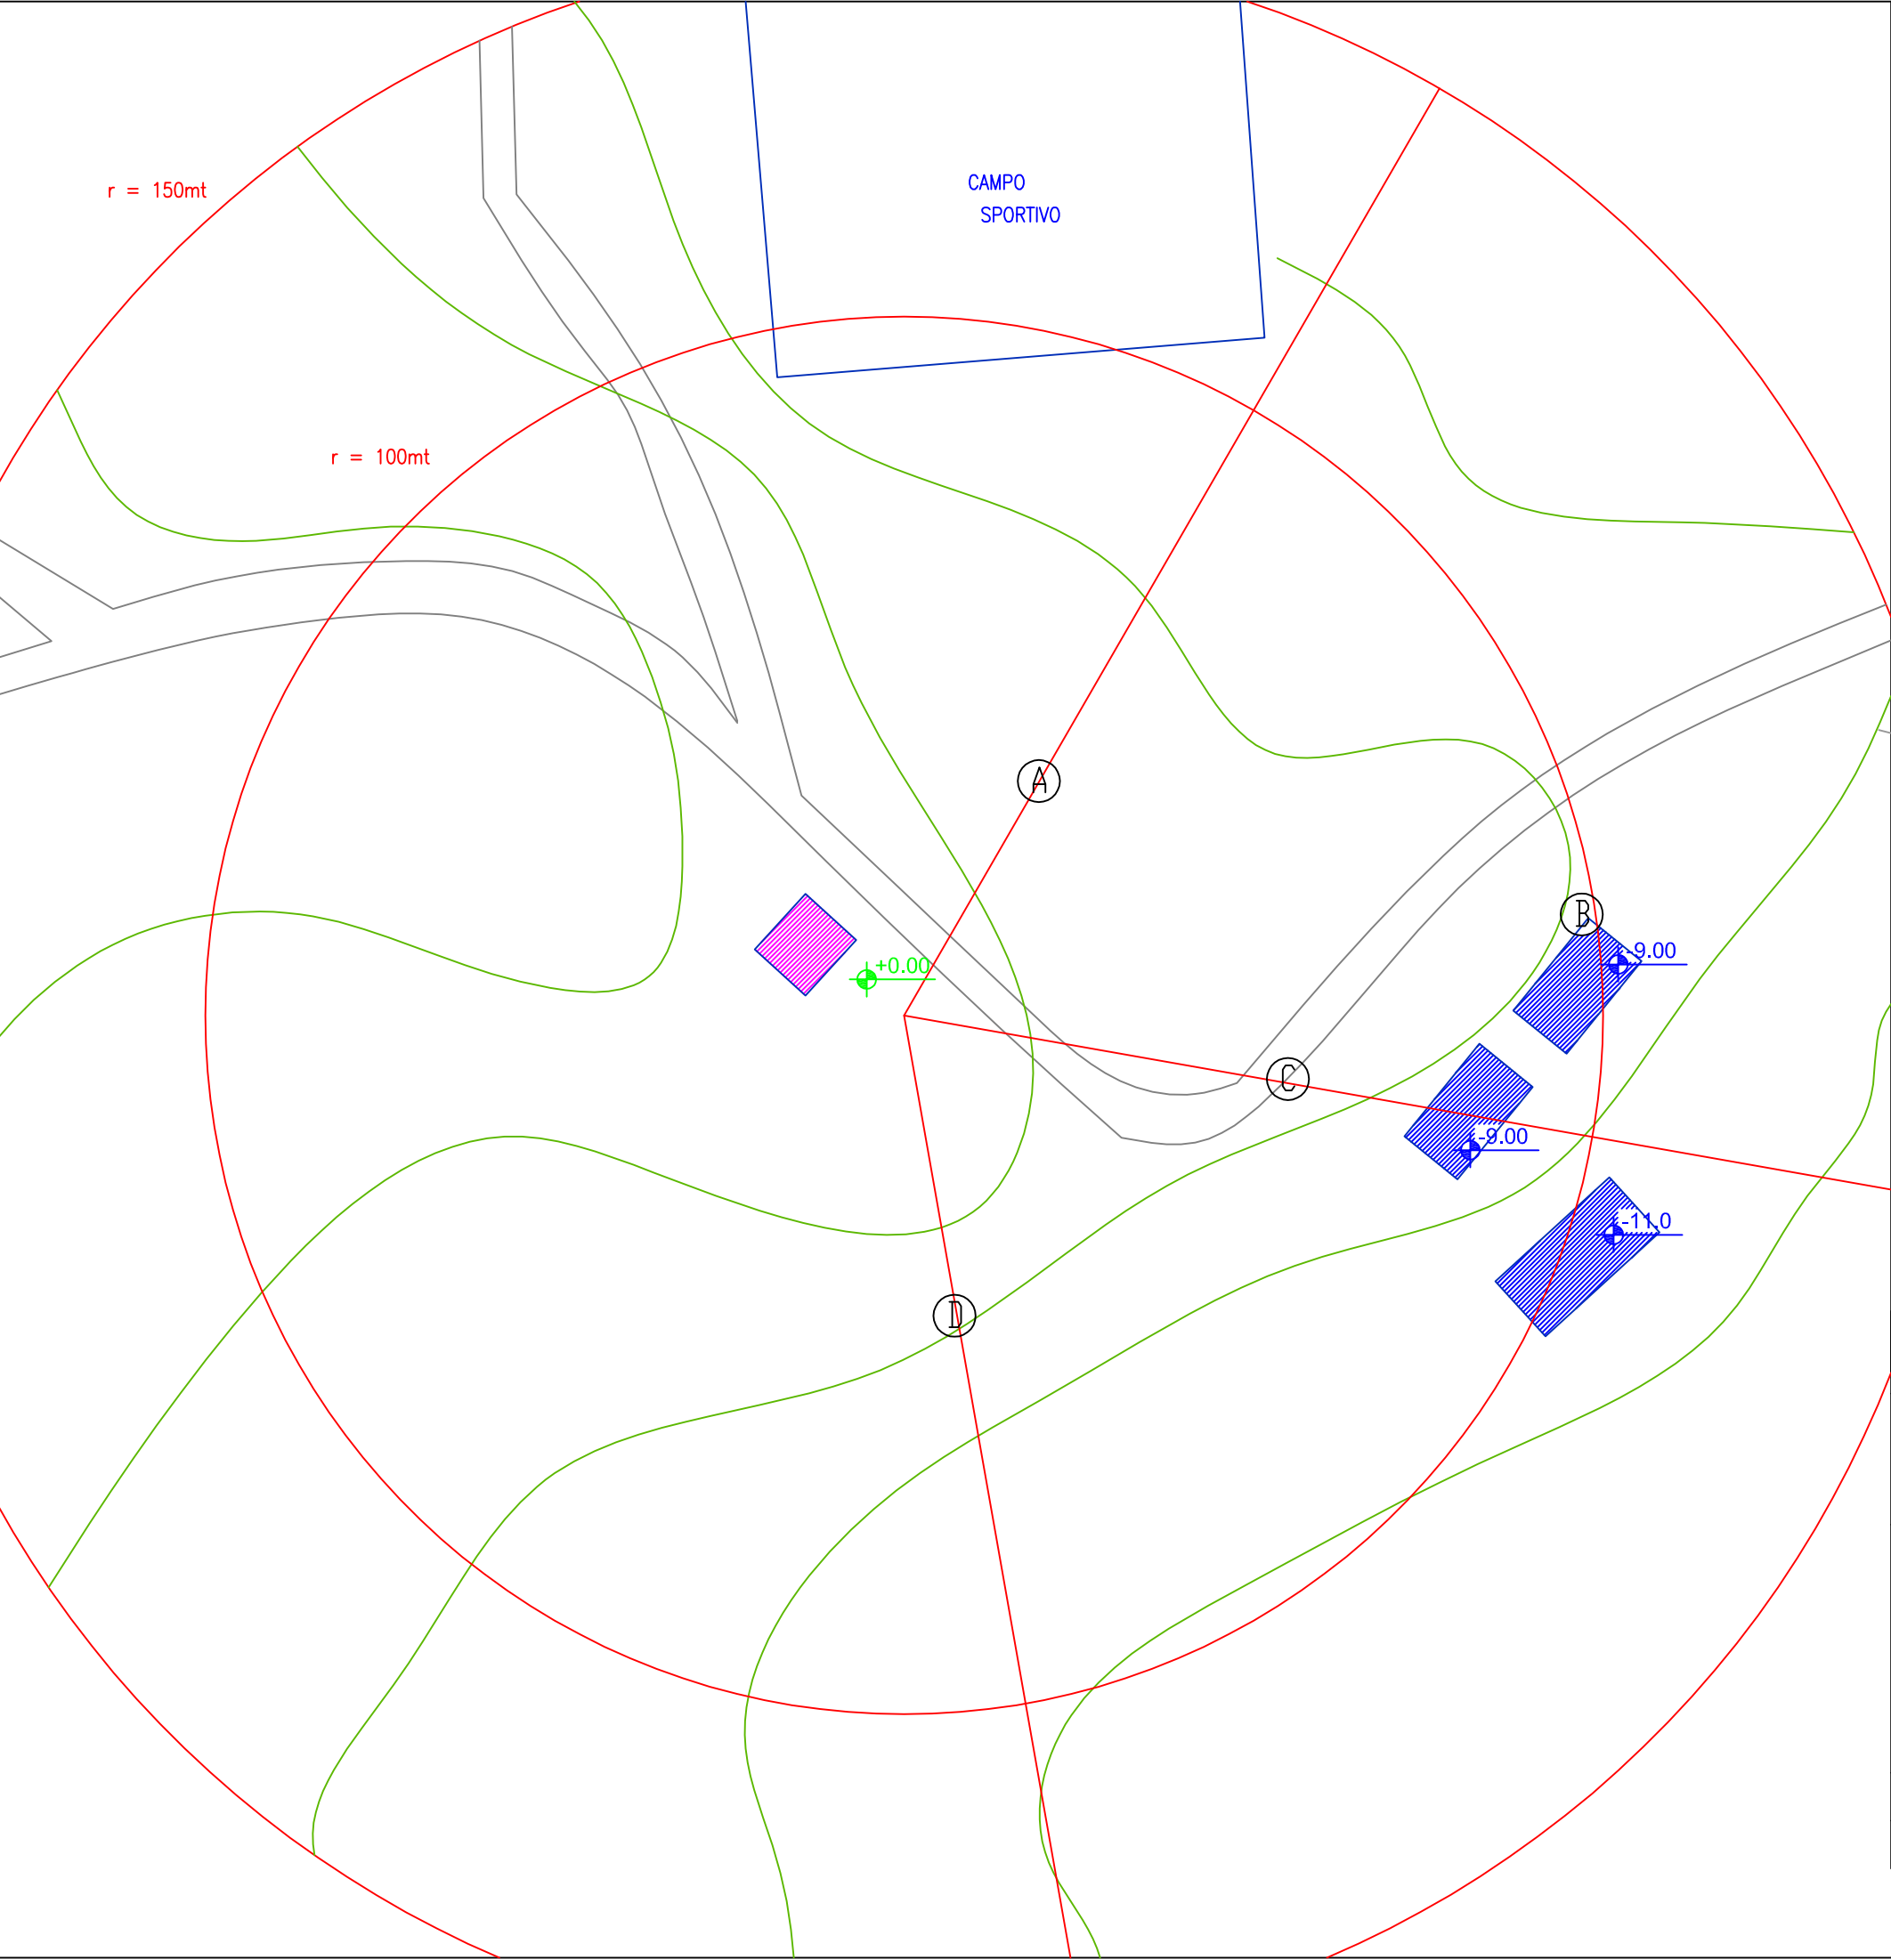 CAMPO
SPORTIVO
r = 150mt
r = 100mt
A
B
-9.00
+0.00
C
-9.00
-11.0
D